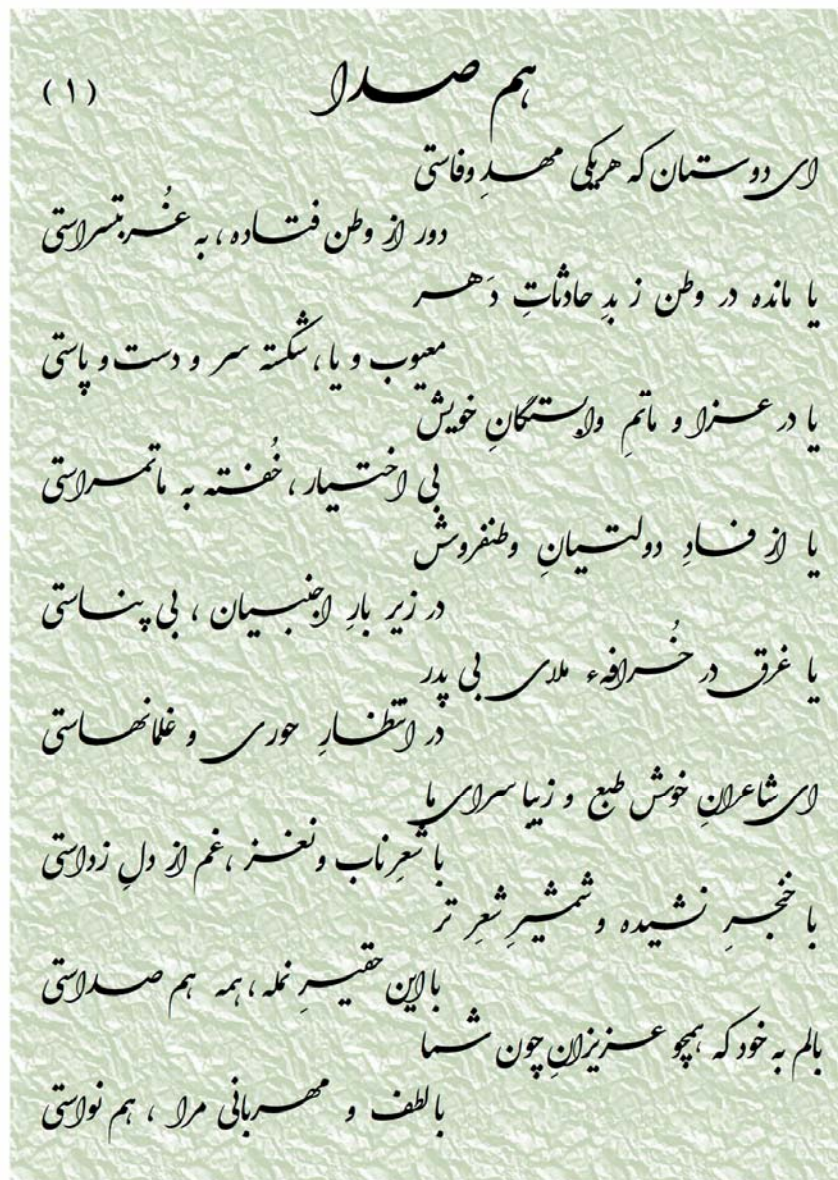 هم صدا
(۱)
ای دوستان که هریکی مهدِ وفاستی
دور از وطن فتاده، به غُربتسراستی
یا مانده در وطن ز بدِ حادثاتِ دَهر
معیوب و یا، شکسته سر و دست و پاستی
یا در عزا و ماتمِ وابستگانِ خویش
بی اختیار، خُفته به ماتمسراستی
یا از فسادِ دولتیانِ وطنفروش
در زیر بارِ اجنبیان، بی پناستی
یا غرق در خُرافهء ملای بی پدر
در انتظارِ حوری و غلمانهاستی
ای شاعرانِ خوش طبع و زیبا سرای ما
با شعرِ ناب و نغز، غم از دلِ زداستی
با خنجرِ نشیده و شمشیرِ شعرِ تر
با این حقیرِ نمله، همه هم صداستی
بالم به خود که همچو عزیزانِ چون شما
با لطف و مهربانی مرا، هم نواستی